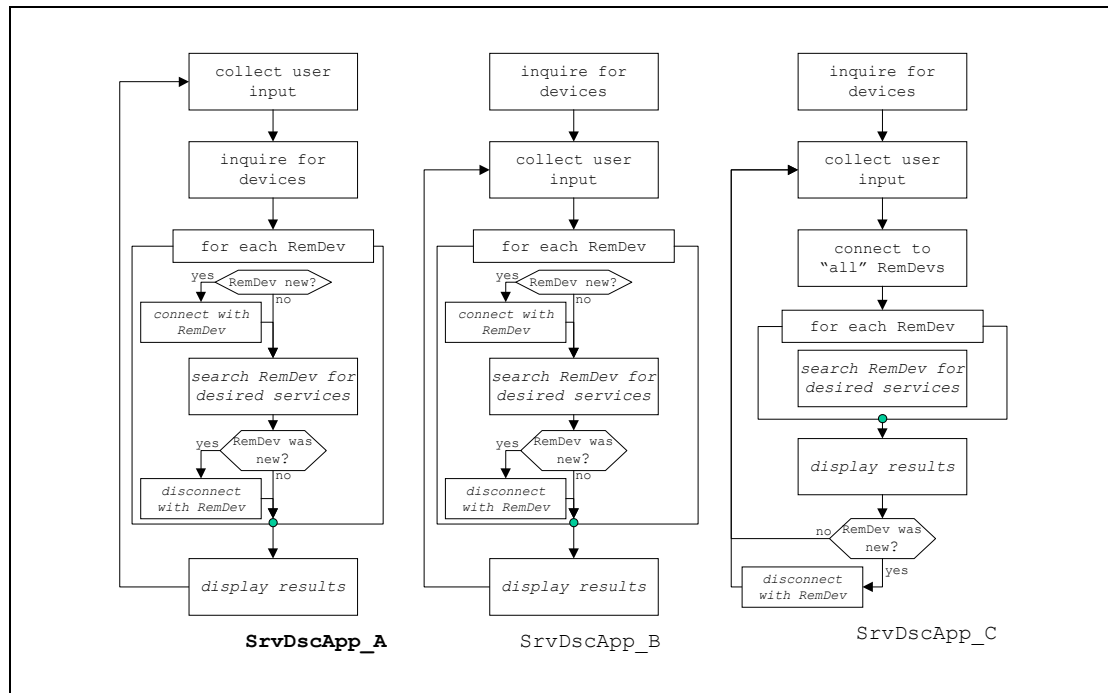 collect user
input
inquire for
devices
for each RemDev
yes
RemDev new?
no
connect with
RemDev
search RemDev for
desired services
yes
RemDev was
new?
no
disconnect
with RemDev
display results
SrvDscApp_A
inquire for
devices
collect user
input
for each RemDev
yes
RemDev new?
no
connect with
RemDev
search RemDev for
desired services
yes
RemDev was
new?
no
disconnect
with RemDev
display results
SrvDscApp_B
inquire for
devices
collect user
input
connect to
“all” RemDevs
for each RemDev
search RemDev for
desired services
display results
no
RemDev was
new?
yes
disconnect
with RemDev
SrvDscApp_C